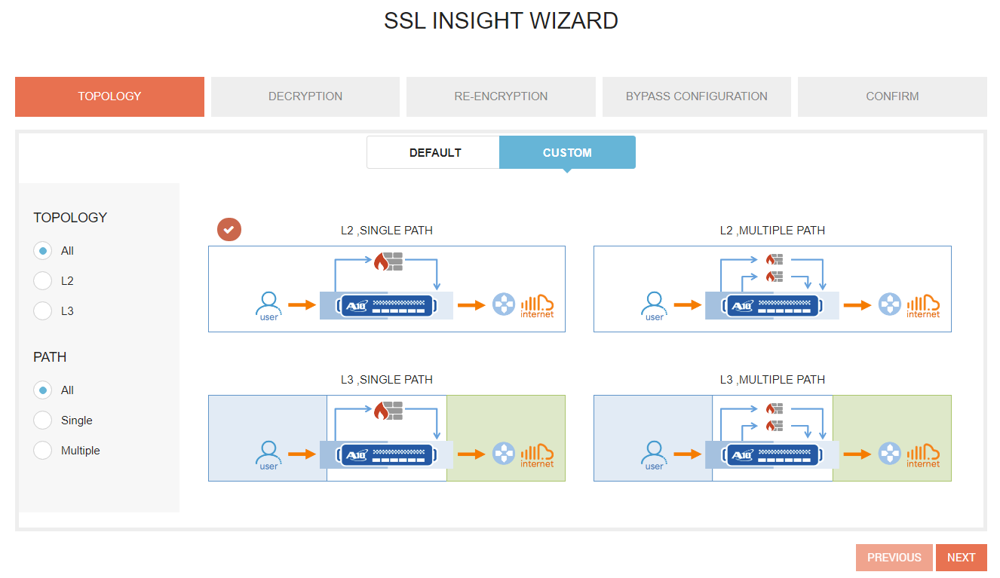 SSL INSIGHT WIZARD
TOPOLOGY
DECRYPTION
RE-ENCRYPTION
BYPASS CONFIGURATION
CONFIRM
DEFAULT
CUSTOM
TOPOLOGY
All
L2
L3
PATH
All
Single
Multiple
L2 ,SINGLE PATH
user
A10
internet
L2 ,MULTIPLE PATH
user
A10
internet
L3 ,SINGLE PATH
user
A10
internet
L3 ,MULTIPLE PATH
user
A10
internet
PREVIOUS
NEXT